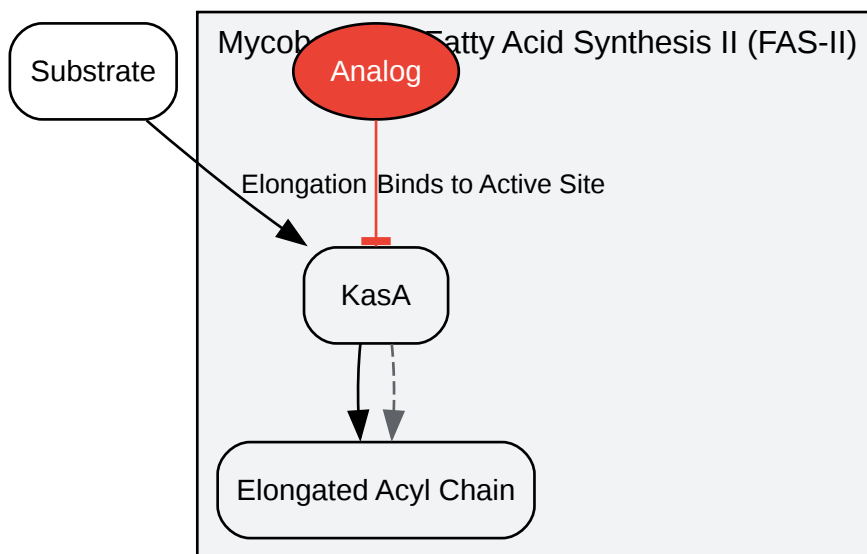 Mycob atty Acid Synthesis II (FAS-II)
Substrate
Analog
Elongation
Binds to Active Site
KasA
Elongated Acyl Chain